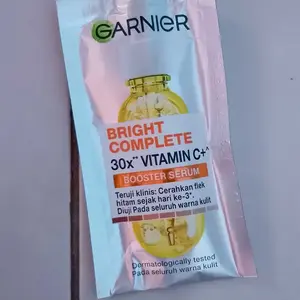 GARNIER
BRIGHT
COMPLETE
30x** VITAMIN C+^
BOOSTER SERUM
Teruji klinis: Cerahkan flek
hitam sejak hari ke-3*,
Diuji Pada seluruh warna kulit
Dermatologically tested
Pada seluruh warna kulit